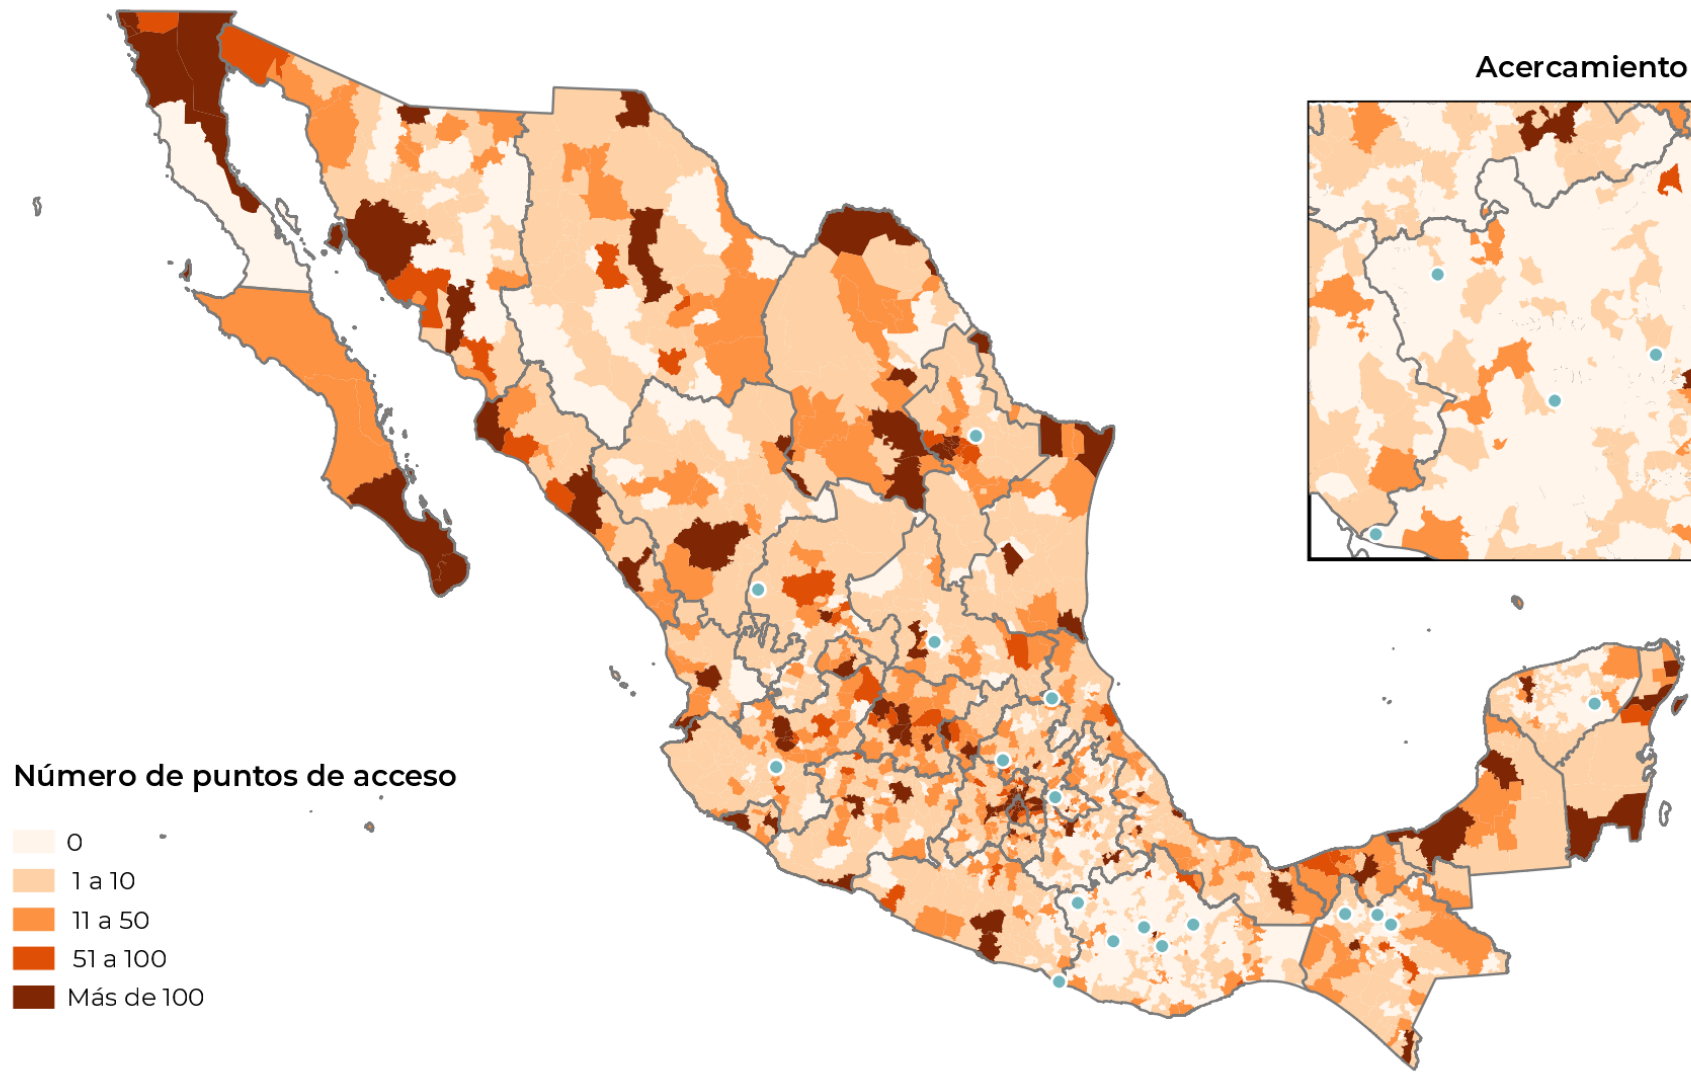 Acercamiento
Número de puntos de acceso
0
1 a 10
11 a 50
51 a 100
Más de 100